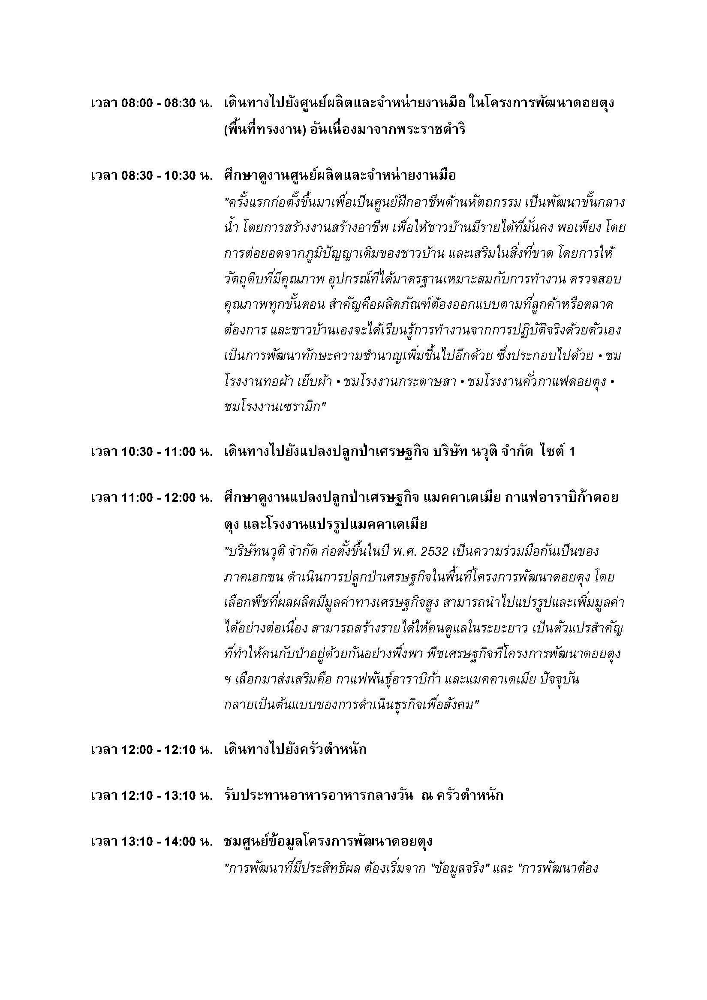 เวลา 08:00 - 08:30 น. เดินทางไปยังศูนย์ผลิตและจำหน่ายงานมือ ในโครงการพัฒนาดอยตุง
(พื้นที่ทรงงาน) อันเนื่องมาจากพระราชดำริ
เวลา 08:30 - 10:30 น. ศึกษาดูงานศูนย์ผลิตและจำหน่ายงานมือ
"ครั้งแรกก่อตั้งขึ้นมาเพื่อเป็นศูนย์ฝึกอาชีพด้านหัตถกรรม เป็นพัฒนาขั้นกลาง
น้ำ โดยการสร้างงานสร้างอาชีพ เพื่อให้ชาวบ้านมีรายได้ที่มั่นคง พอเพียง โดย
การต่อยอดจากภูมิปัญญาเดิมของชาวบ้าน และเสริมในสิ่งที่ขาด โดยการให้
วัตถุดิบที่มีคุณภาพ อุปกรณ์ที่ได้มาตรฐานเหมาะสมกับการทำงาน ตรวจสอบ
คุณภาพทุกขั้นตอน สำคัญคือผลิตภัณฑ์ต้องออกแบบตามที่ลูกค้าหรือตลาด
ต้องการ และชาวบ้านเองจะได้เรียนรู้การทำงานจากการปฏิบัติจริงด้วยตัวเอง
เป็นการพัฒนาทักษะความชำนาญเพิ่มขึ้นไปอีกด้วย ซึ่งประกอบไปด้วย • ชม
โรงงานทอผ้า เย็บผ้า • ชมโรงงานกระดาษสา • ชมโรงงานคั่วกาแฟดอยตุง •
ชมโรงงานเซรามิก"
เวลา 10:30 - 11:00 น. เดินทางไปยังแปลงปลูกป่าเศรษฐกิจ บริษัท นวุติ จำกัด ไซต์ 1
เวลา 11:00 - 12:00 น. ศึกษาดูงานแปลงปลูกป่าเศรษฐกิจ แมคคาเดเมีย กาแฟอาราบิก้าดอย
ตุง และโรงงานแปรรูปแมคคาเดเมีย
"บริษัทนวุติ จำกัด ก่อตั้งขึ้นในปี พ.ศ. 2532 เป็นความร่วมมือกันเป็นของ
ภาคเอกชน ดำเนินการปลูกป่าเศรษฐกิจในพื้นที่โครงการพัฒนาดอยตุง โดย
เลือกพืชที่ผลผลิตมีมูลค่าทางเศรษฐกิจสูง สามารถนำไปแปรรูปและเพิ่มมูลค่า
ได้อย่างต่อเนื่อง สามารถสร้างรายได้ให้คนดูแลในระยะยาว เป็นตัวแปรสำคัญ
ที่ทำให้คนกับป่าอยู่ด้วยกันอย่างพึ่งพา พืชเศรษฐกิจที่โครงการพัฒนาดอยตุง
ฯ เลือกมาส่งเสริมคือ กาแฟพันธุ์อาราบิก้า และแมคคาเดเมีย ปัจจุบัน
กลายเป็นต้นแบบของการดำเนินธุรกิจเพื่อสังคม"
เวลา 12:00 - 12:10 น. เดินทางไปยังครัวตำหนัก
เวลา 12:10 - 13:10 น. รับประทานอาหารอาหารกลางวัน ณ ครัวตำหนัก
เวลา 13:10 - 14:00 น. ชมศูนย์ข้อมูลโครงการพัฒนาดอยตุง
"การพัฒนาที่มีประสิทธิผล ต้องเริ่มจาก "ข้อมูลจริง" และ "การพัฒนาต้อง